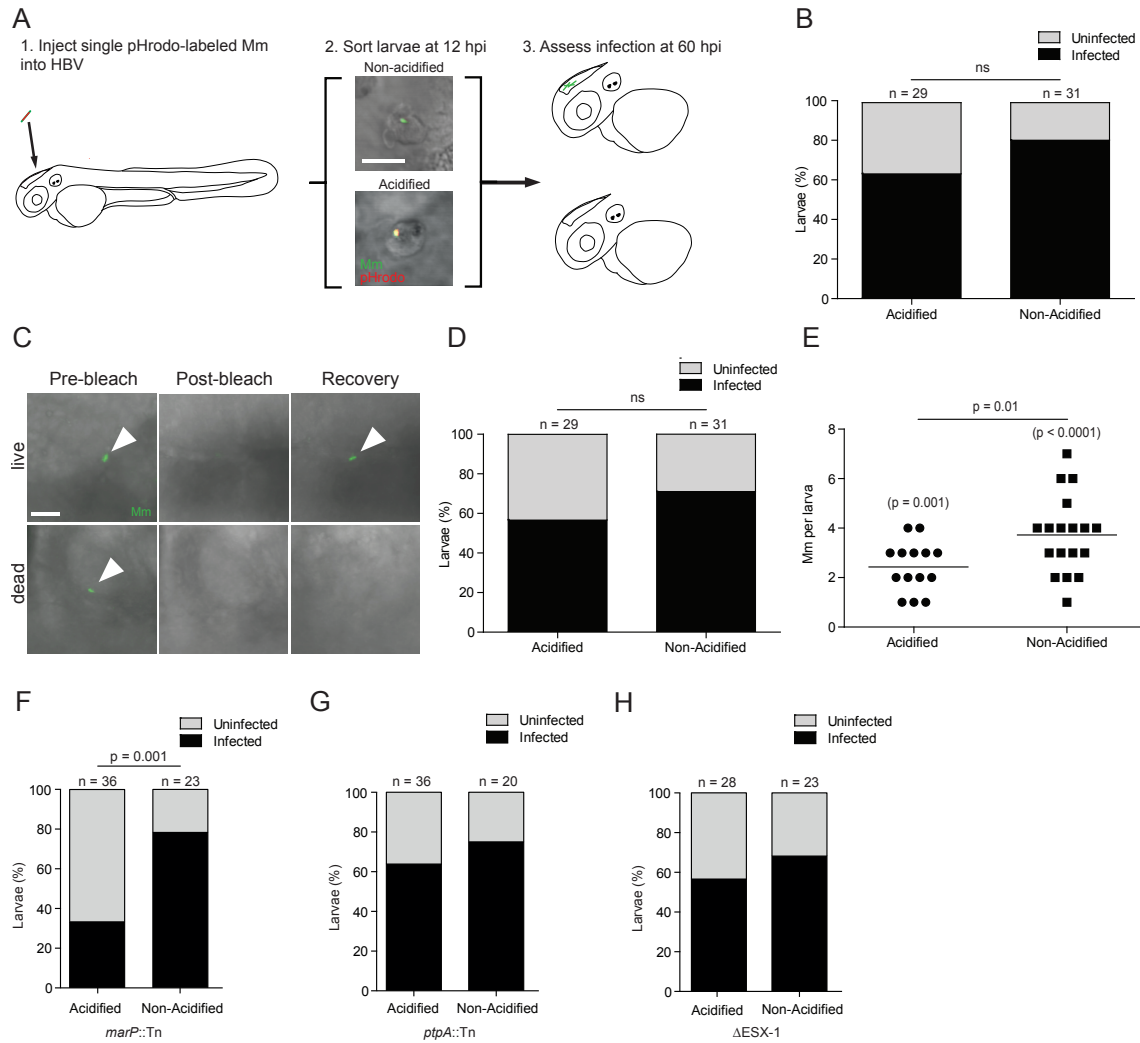 A
1. Inject single pHrodo-labeled Mm
into HBV
2. Sort larvae at 12 hpi
Non-acidified
Acidified
Mm
pHrodo
3. Assess infection at 60 hpi
B
Uninfected
Infected
ns
n = 29
n = 31
100
80
60
40
20
0
Larvae (%)
Acidified
Non-Acidified
C
Pre-bleach
Post-bleach
Recovery
live
Mm
dead
D
Uninfected
Infected
ns
n = 29
n = 31
100
80
60
40
20
0
Larvae (%)
Acidified
Non-Acidified
E
p = 0.01
(p < 0.0001)
(p = 0.001)
8
6
4
2
0
Mm per larva
Acidified
Non-Acidified
F
Uninfected
Infected
p = 0.001
n = 36
n = 23
100
80
60
40
20
0
Larvae (%)
Acidified
Non-Acidified
marP::Tn
G
Uninfected
Infected
n = 36
n = 20
100
80
60
40
20
0
Larvae (%)
Acidified
Non-Acidified
ptpA::Tn
H
Uninfected
Infected
n = 28
n = 23
100
80
60
40
20
0
Larvae (%)
Acidified
Non-Acidified
ΔESX-1